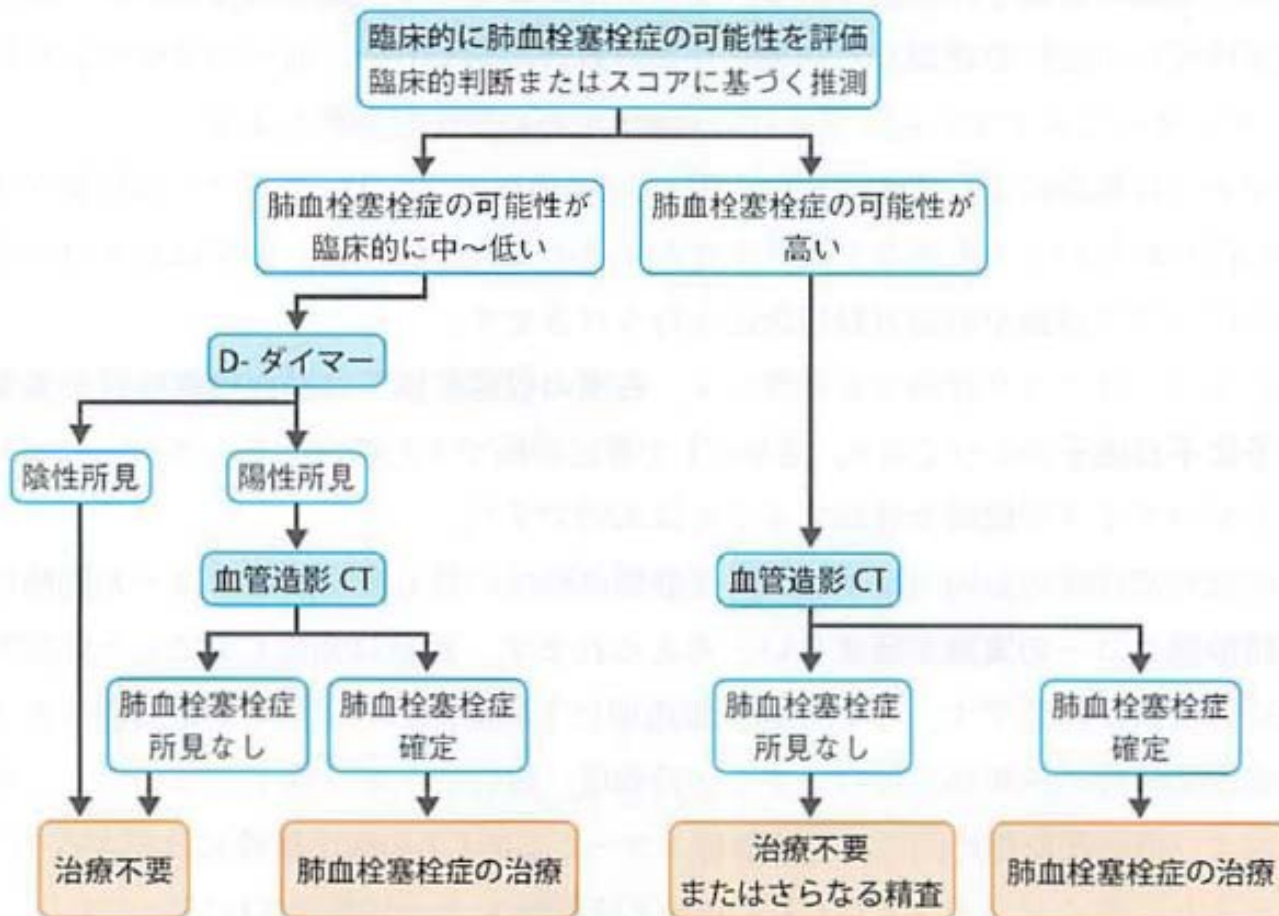 臨床的に肺血栓塞栓症の可能性を評価
臨床的判断またはスコアに基づく推測
肺血栓塞栓症の可能性が
臨床的に中〜低い
肺血栓塞栓症の可能性が
高い
D- ダイマー
陰性所見
陽性所見
血管造影 CT
血管造影 CT
肺血栓塞栓症
所見なし
肺血栓塞栓症
確定
肺血栓塞栓症
所見なし
肺血栓塞栓症
確定
治療不要
肺血栓塞栓症の治療
治療不要
またはさらなる精査
肺血栓塞栓症の治療